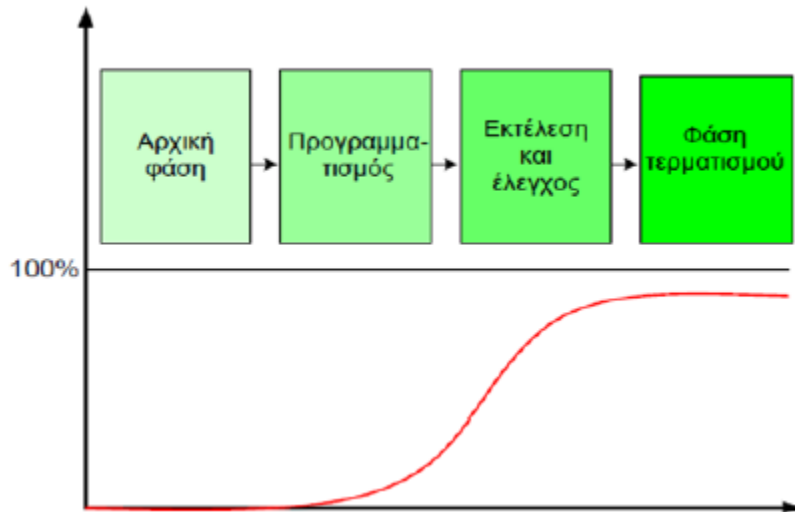 Αρχική
φάση
Προγραμμα-
τισμός
Εκτέλεση
και
έλεγχος
Φάση
τερματισμού
100%